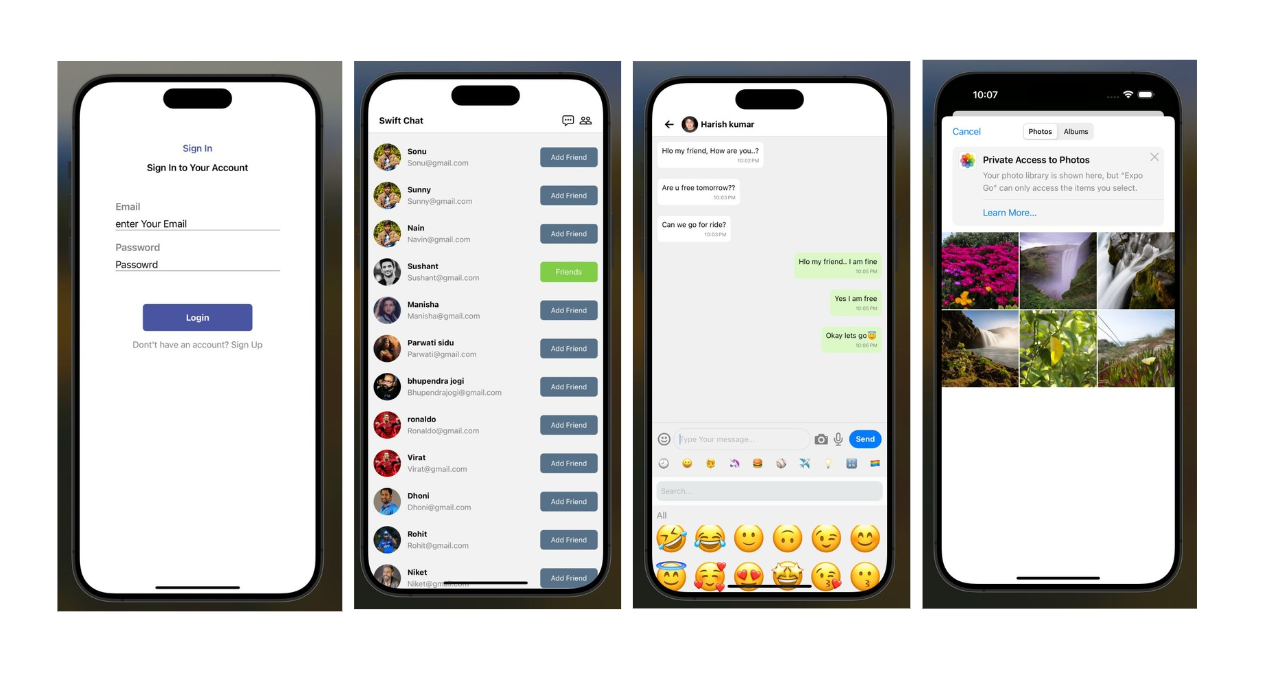 Sign In
Sign In to Your Account
Email
enter Your Email
Password
Passowrd
Login
Dont't have an account? Sign Up
Swift Chat
Sonu
Sonu@gmail.com
Add Friend
Sunny
Sunny@gmail.com
Add Friend
Nain
Navin@gmail.com
Add Friend
Sushant
Sushant@gmail.com
Friends
Manisha
Manisha@gmail.com
Add Friend
Parwati sidu
Parwati@gmail.com
Add Friend
bhupendra jogi
Bhupendrajogi@gmail.com
Add Friend
ronaldo
Ronaldo@gmail.com
Add Friend
Virat
Virat@gmail.com
Add Friend
Dhoni
Dhoni@gmail.com
Add Friend
Rohit
Rohit@gmail.com
Add Friend
Niket
Niket@gmail.com
Add Friend
Harish kumar
Hlo my friend, How are you..?
10:02 PM
Are u free tomorrow??
10:03 PM
Can we go for ride?
10:03 PM
Hlo my friend.. I am fine
10:05 PM
Yes I am free
10:05 PM
Okay lets go😇
10:05 PM
Type Your message...
Send
Search...
All
10:07
Cancel
Photos
Albums
Private Access to Photos
Your photo library is shown here, but "Expo
Go" can only access the items you select.
Learn More...